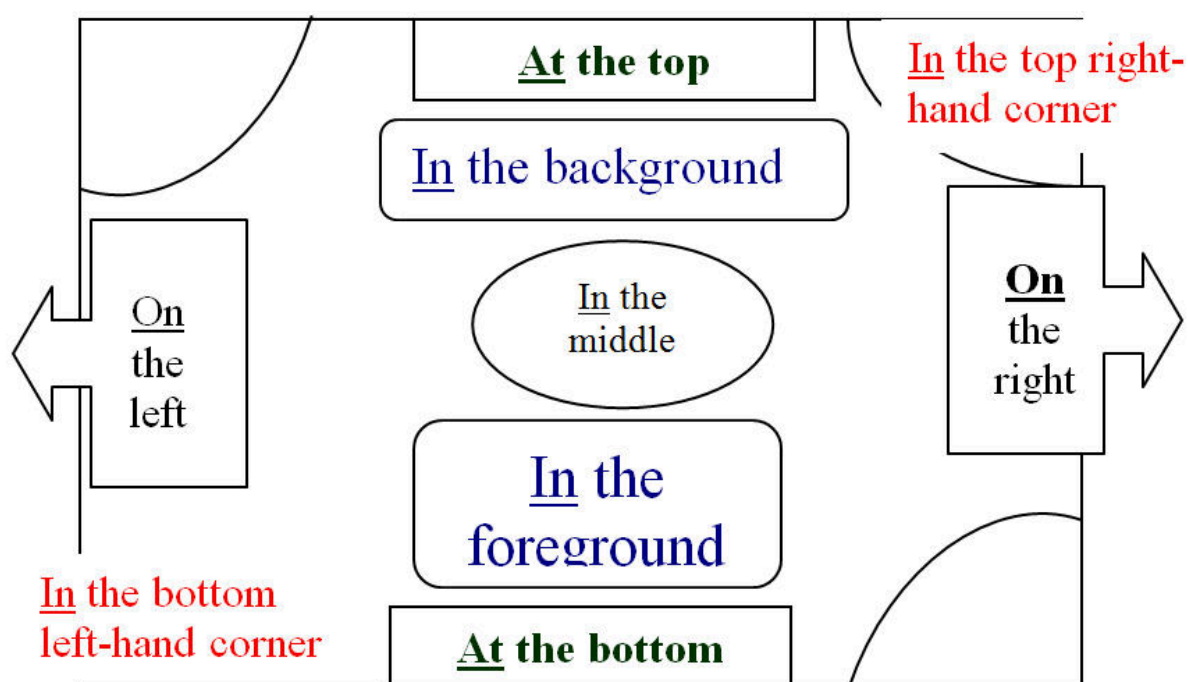 At the top
In the top right-
hand corner
In the background
On
the
left
In the
middle
On
the
right
In the
foreground
In the bottom
left-hand corner
At the bottom